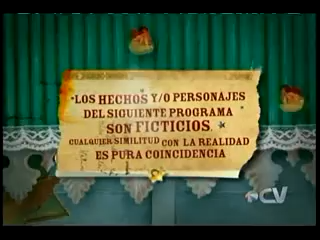 LOS HECHOS Y/O PERSONAJES
DEL SIGUIENTE PROGRAMA
SON FICTICIOS.
CUALQUIER SIMILITUD CON LA REALIDAD
ES PURA COINCIDENCIA
CV